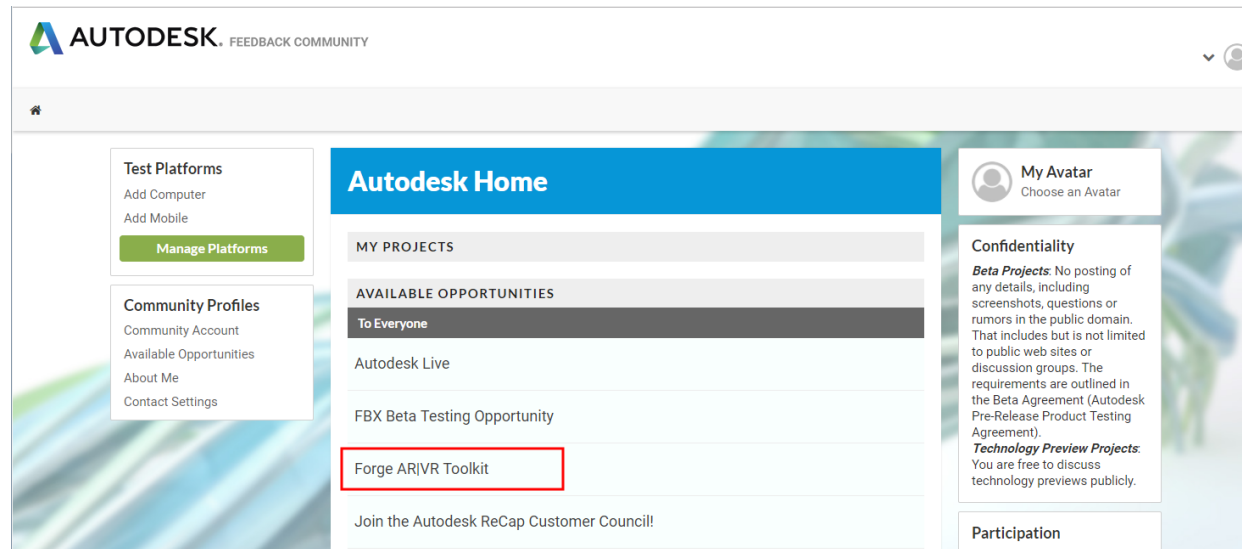 AUTODESK. FEEDBACK COMMUNITY
Test Platforms
Add Computer
Add Mobile
Manage Platforms
Community Profiles
Community Account
Available Opportunities
About Me
Contact Settings
Autodesk Home
MY PROJECTS
AVAILABLE OPPORTUNITIES
To Everyone
Autodesk Live
FBX Beta Testing Opportunity
Forge AR|VR Toolkit
Join the Autodesk ReCap Customer Council!
My Avatar
Choose an Avatar
Confidentiality
Beta Projects: No posting of
any details, including
screenshots, questions or
rumors in the public domain.
That includes but is not limited
to public web sites or
discussion groups. The
requirements are outlined in
the Beta Agreement (Autodesk
Pre-Release Product Testing
Agreement).
Technology Preview Projects:
You are free to discuss
technology previews publicly.
Participation